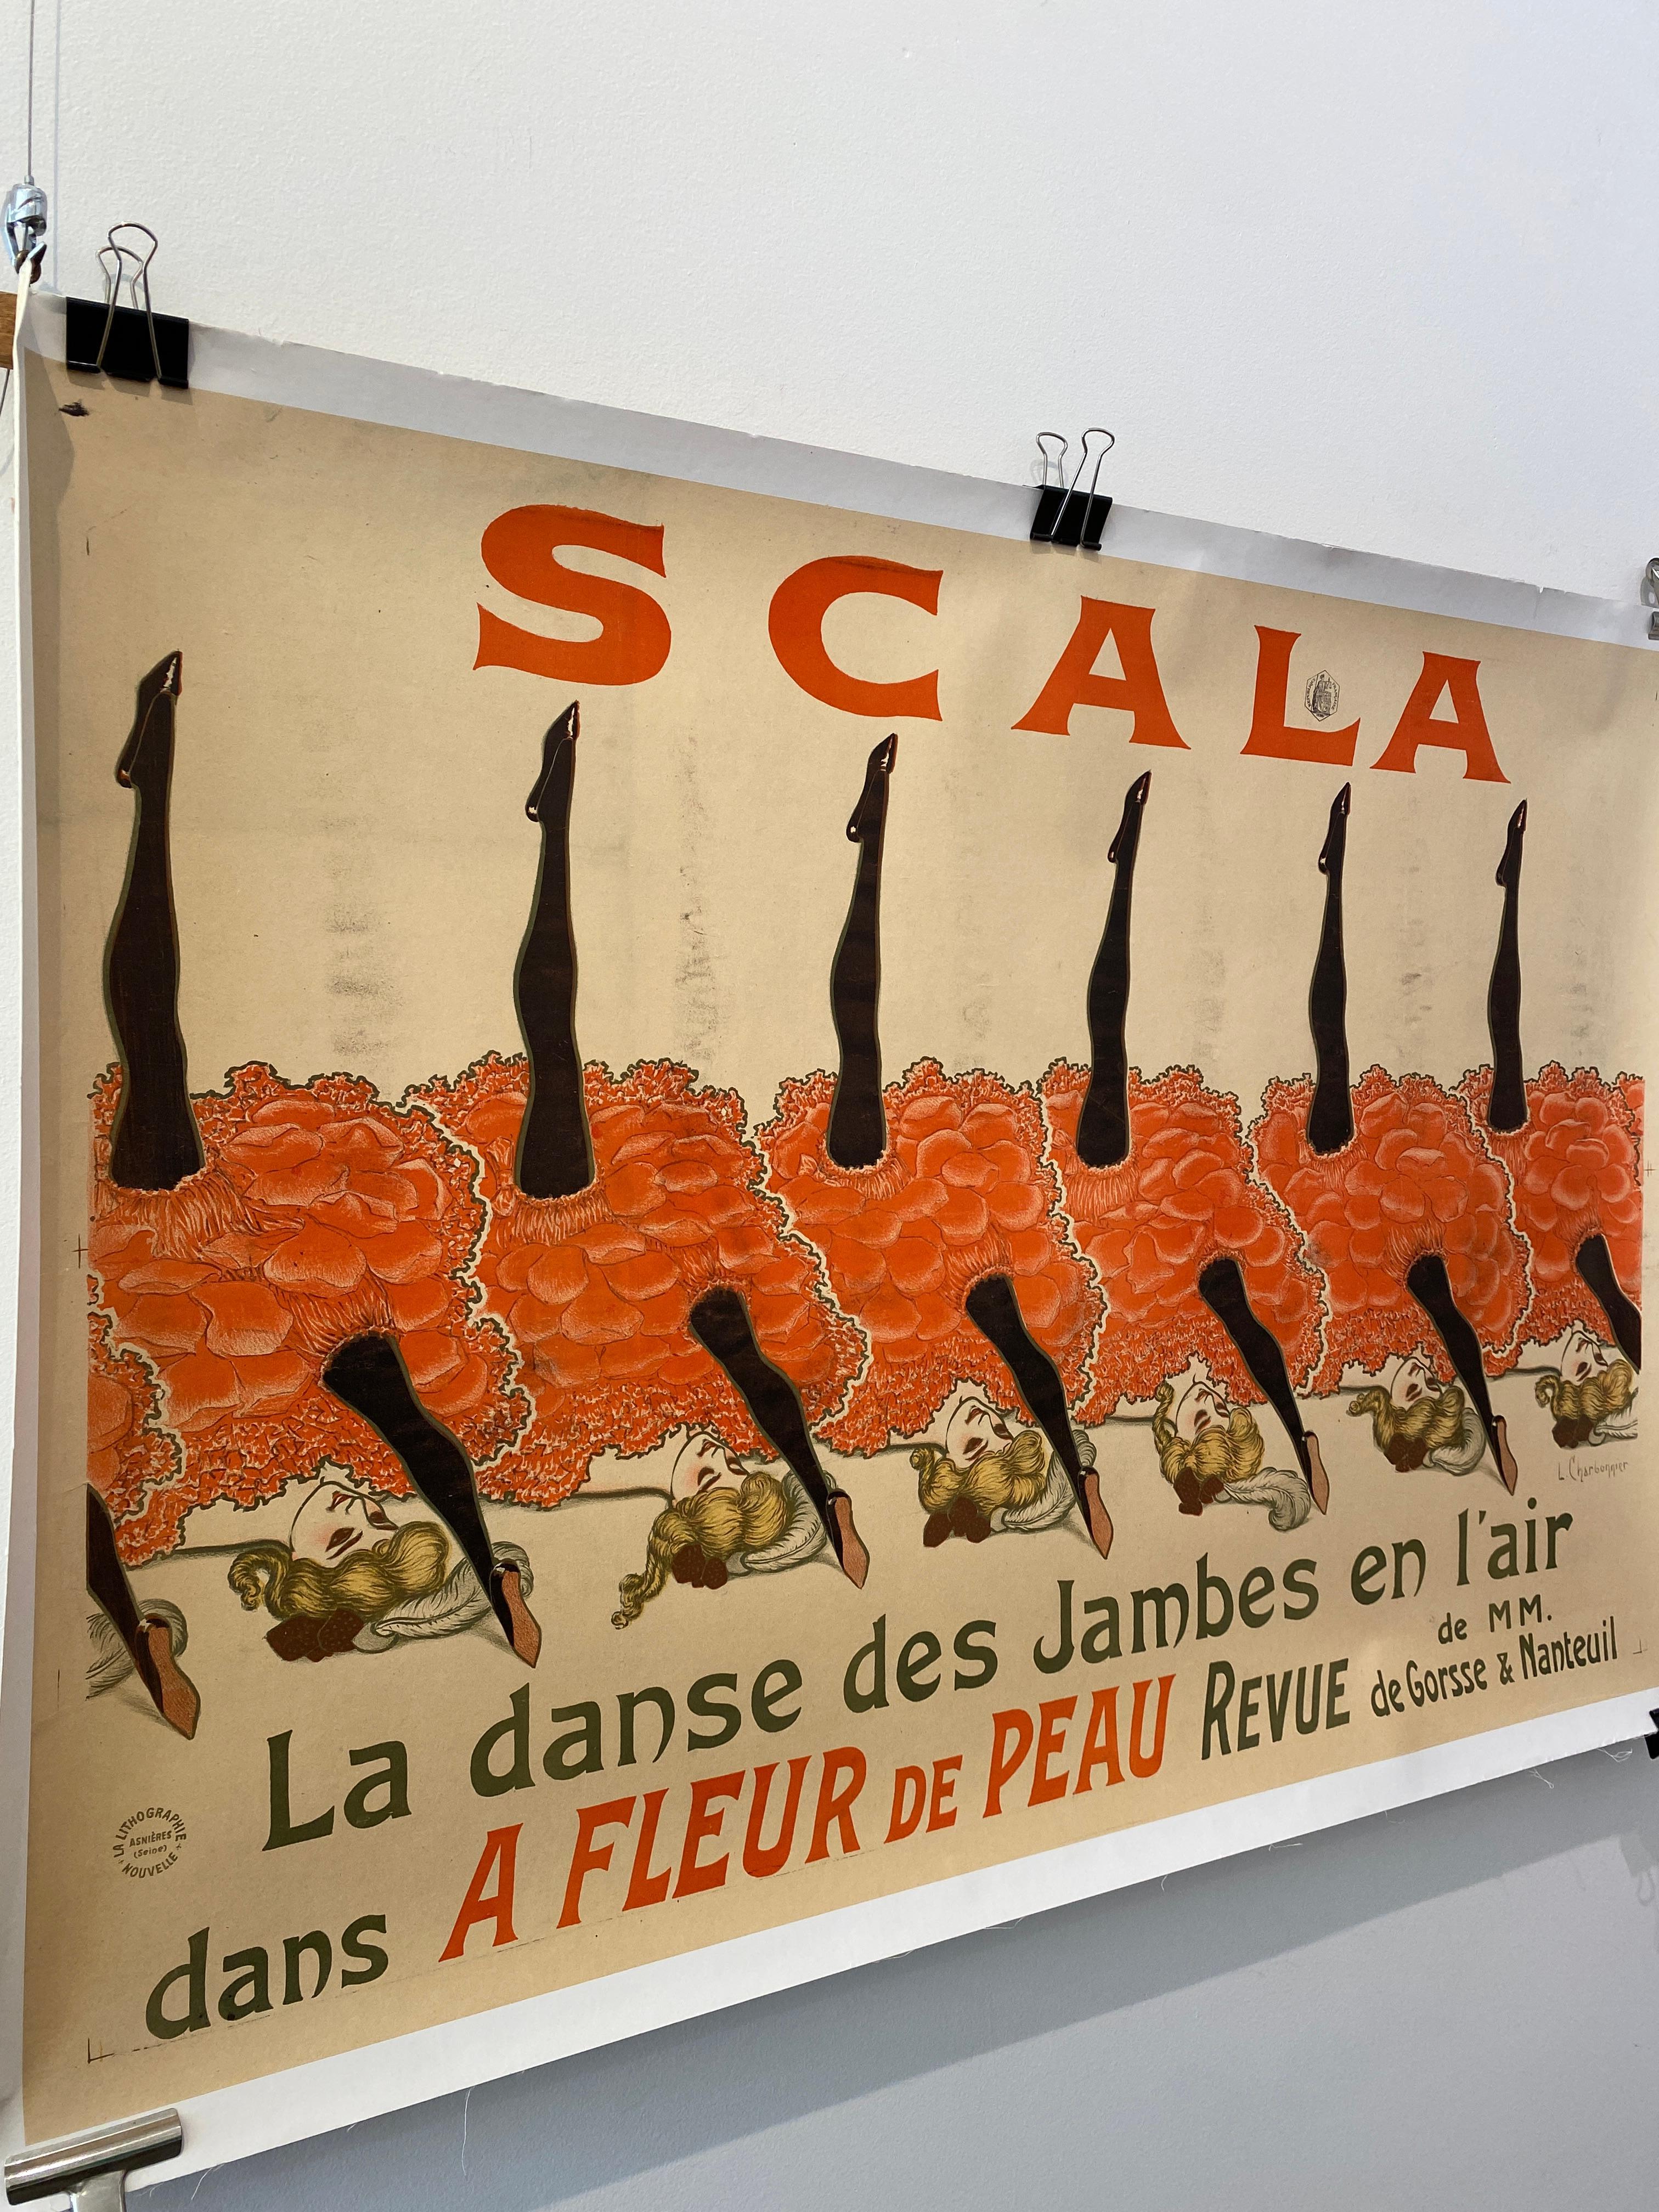 SCALA
L. Charbonnier
La danse des Jambes en l'air
de MM.
dans A FLEUR DE PEAU REVUE de Gorsse & Nanteuil
LA LITHOGRAPHIE
ASNIÈRES
(Seine)
NOUVELLE